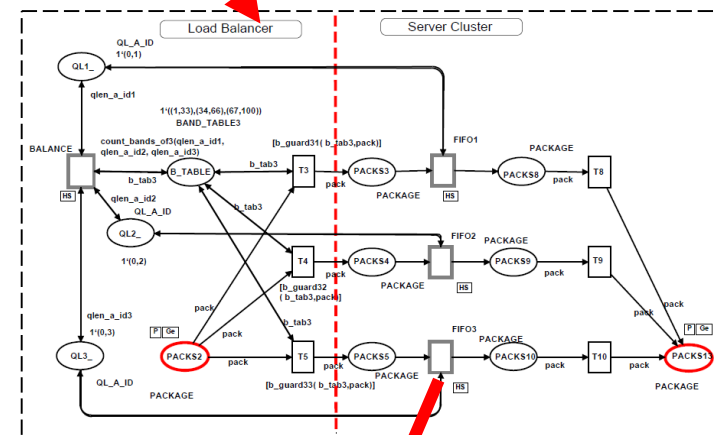 Load Balancer
Server Cluster
QL_A_ID
1'(0,1)
QL1_
qlen_a_id1
1'((1,33),(34,66),(67,100))
BAND_TABLE3
BALANCE
count_bands_of3(qlen_a_id1,
qlen_a_id2, qlen_a_id3)
[b_guard31( b_tab3,pack)]
FIFO1
PACKAGE
b_tab3
B_TABLE
b_tab3
T3
pack
PACKS3
PACKS8
pack
T8
HS
PACKAGE
HS
qlen_a_id2
QL_A_ID
b_tab3
QL2_
FIFO2
PACKAGE
1'(0,2)
T4
pack
PACKS4
PACKS9
pack
T9
[b_guard32
( b_tab3,pack)]
PACKAGE
HS
qlen_a_id3
pack
b_tab3
pack
1'(0,3)
P
Ge
pack
FIFO3
PACKAGE
pack
P
Ge
QL3_
PACKS2
pack
T5
pack
PACKS5
PACKS10
pack
T10
pack
PACKS13
PACKAGE
QL_A_ID
[b_guard33( b_tab3,pack)]
HS
PACKAGE
PACKAGE